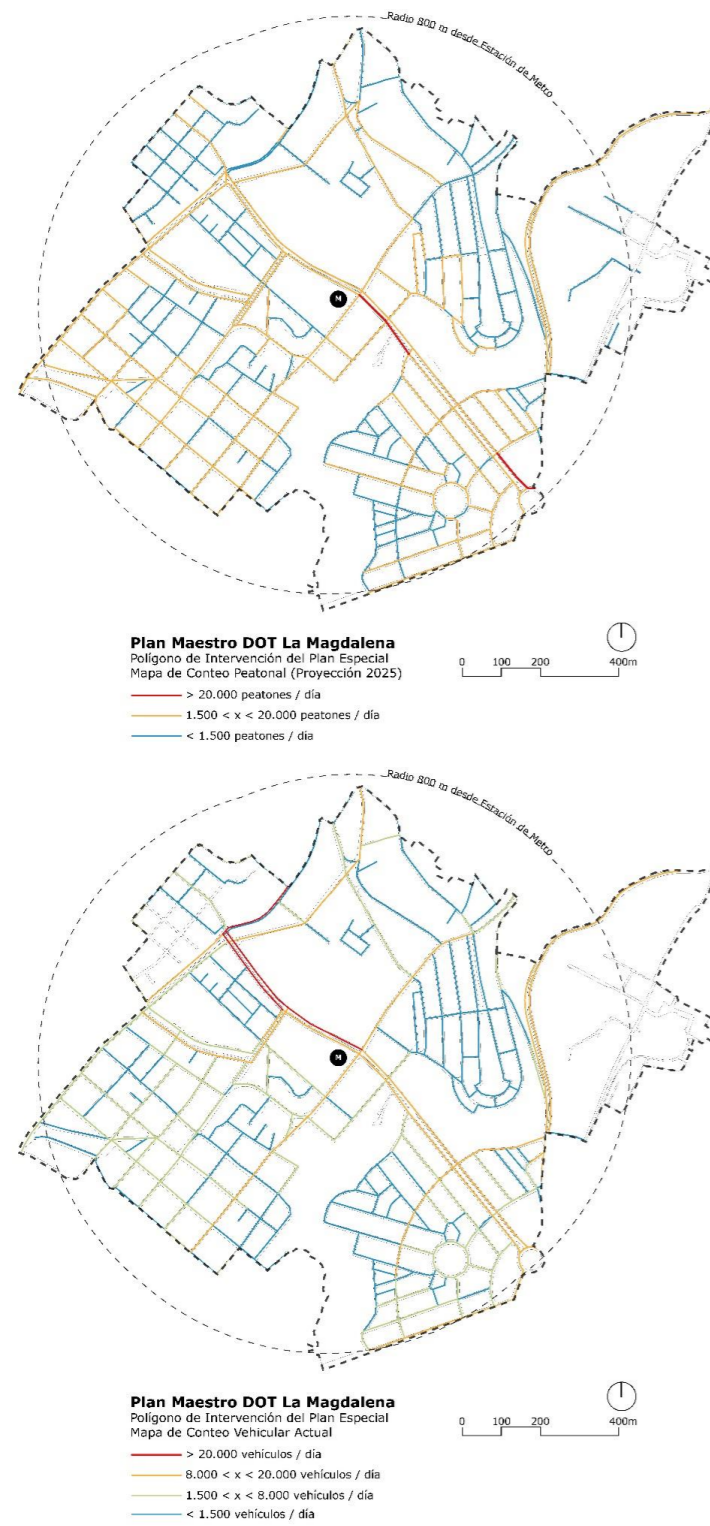 Radio 800 m desde Estación de Metro
M
Plan Maestro DOT La Magdalena
Polígono de Intervención del Plan Especial
Mapa de Conteo Peatonal (Proyección 2025)
0 100 200 400m
> 20.000 peatones / día
1.500 < x < 20.000 peatones / día
< 1.500 peatones / dia
Radio 800 m desde Estación de Metro
M
Plan Maestro DOT La Magdalena
Polígono de Intervención del Plan Especial
Mapa de Conteo Vehicular Actual
0 100 200 400m
> 20.000 vehículos / día
8.000 < x < 20.000 vehículos / día
1.500 < x < 8.000 vehículos / día
< 1.500 vehículos / día